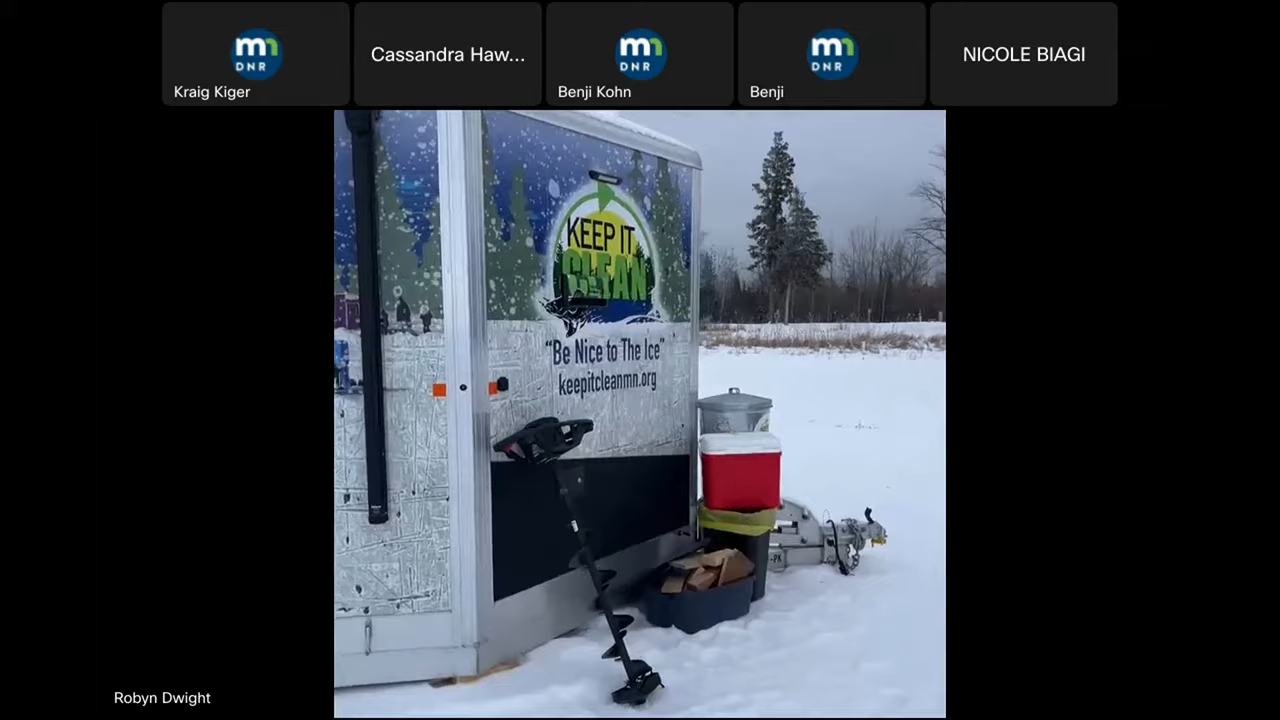 mn
DNR
Kraig Kiger
Cassandra Haw...
mn
DNR
Benji Kohn
mn
DNR
Benji
NICOLE BIAGI
KEEP IT
CLEAN
"Be Nice to The Ice"
keepitcleanmn.org
-PK
Robyn Dwight